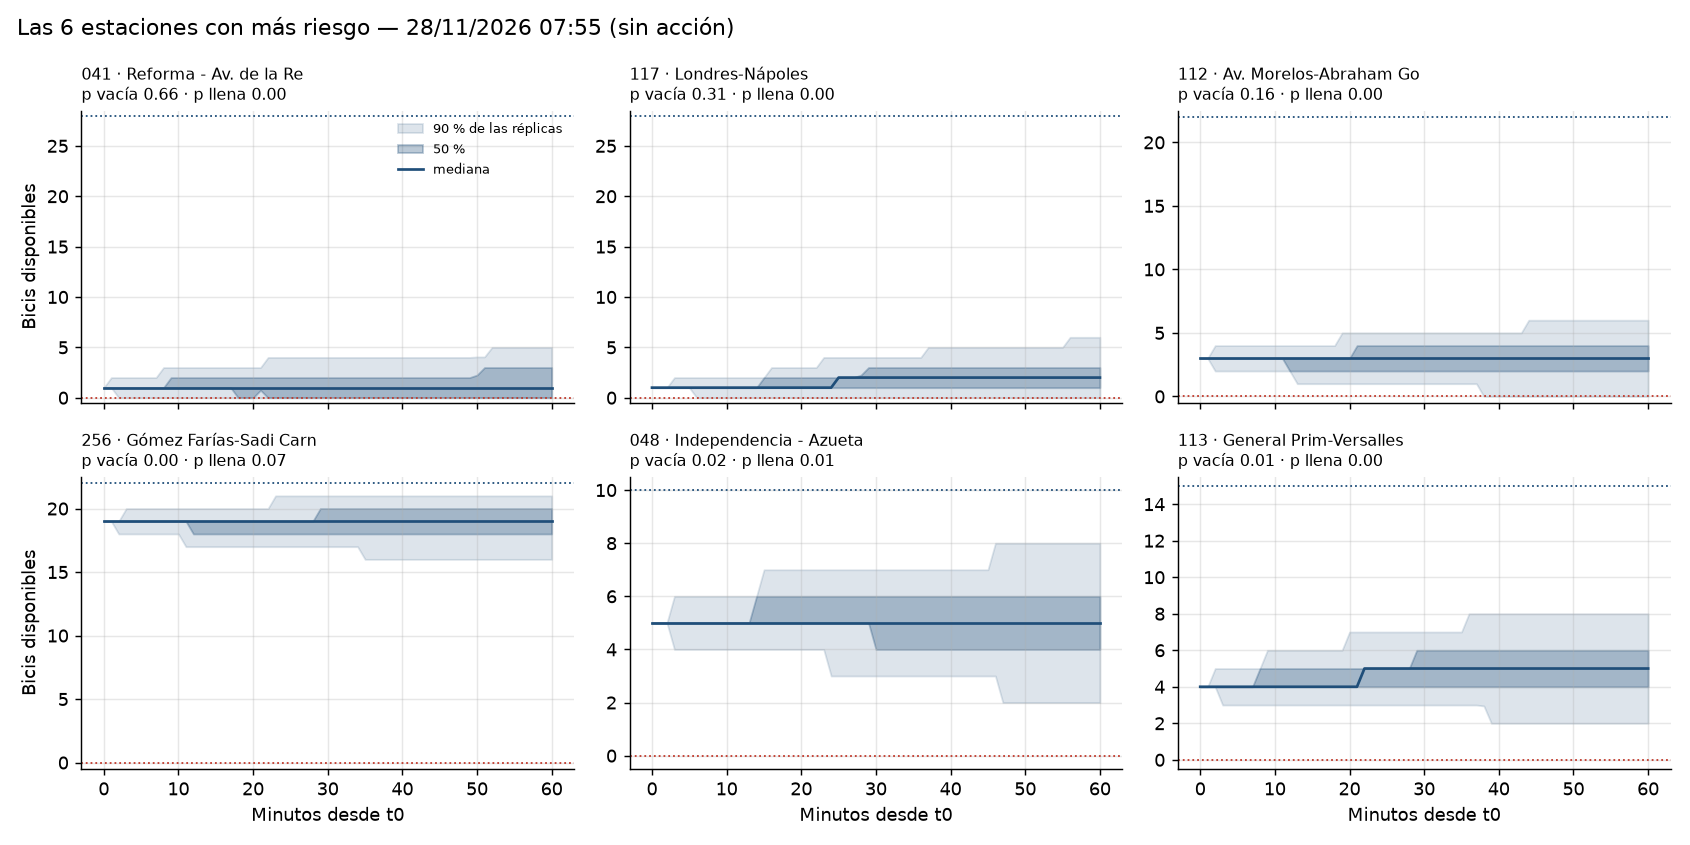 Las 6 estaciones con más riesgo — 28/11/2026 07:55 (sin acción)
041 · Reforma - Av. de la Re
p vacía 0.66 · p llena 0.00
90 % de las réplicas
50 %
mediana
25
20
15
10
5
0
Bicis disponibles
117 · Londres-Nápoles
p vacía 0.31 · p llena 0.00
25
20
15
10
5
0
112 · Av. Morelos-Abraham Go
p vacía 0.16 · p llena 0.00
20
15
10
5
0
256 · Gómez Farías-Sadi Carn
p vacía 0.00 · p llena 0.07
20
15
10
5
0
Bicis disponibles
0 10 20 30 40 50 60
Minutos desde t0
048 · Independencia - Azueta
p vacía 0.02 · p llena 0.01
10
8
6
4
2
0
0 10 20 30 40 50 60
Minutos desde t0
113 · General Prim-Versalles
p vacía 0.01 · p llena 0.00
14
12
10
8
6
4
2
0
0 10 20 30 40 50 60
Minutos desde t0